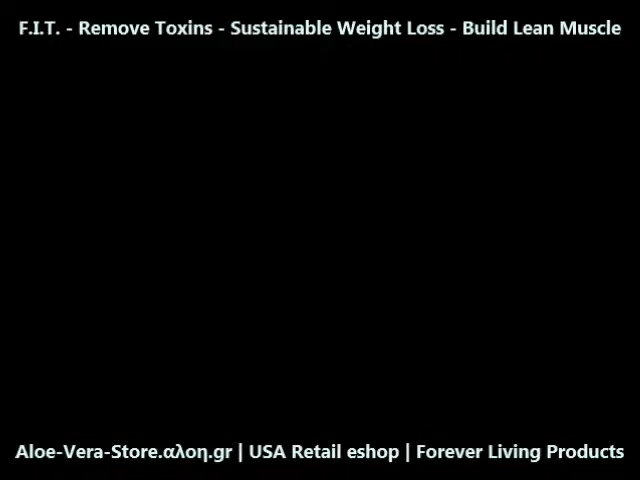 F.I.T. - Remove Toxins - Sustainable Weight Loss - Build Lean Muscle
Aloe-Vera-Store.αλοη.gr | USA Retail eshop | Forever Living Products